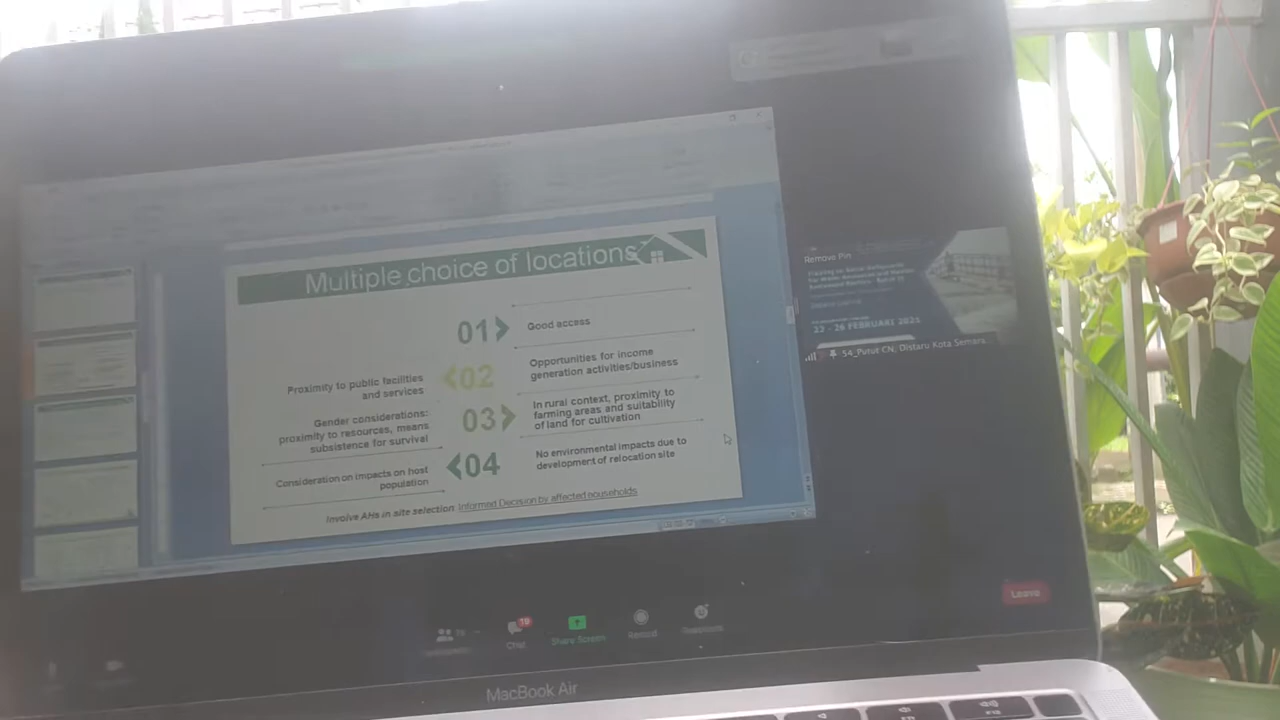 Multiple choice of locations
01
Good access
Proximity to public facilities
and services
02
Opportunities for income
generation activities/business
Gender considerations:
proximity to resources, means
subsistence for survival
03
In rural context, proximity to
farming areas and suitability
of land for cultivation
Consideration on impacts on host
population
04
No environmental impacts due to
development of relocation site
Involve AHs in site selection Informed Decision by affected households
Remove Pin
22 - 26 FEBRUARI 2025
54_Putut CN, Distaru Kota Semara...
Chat
19
Share Screen
Record
Leave
MacBook Air